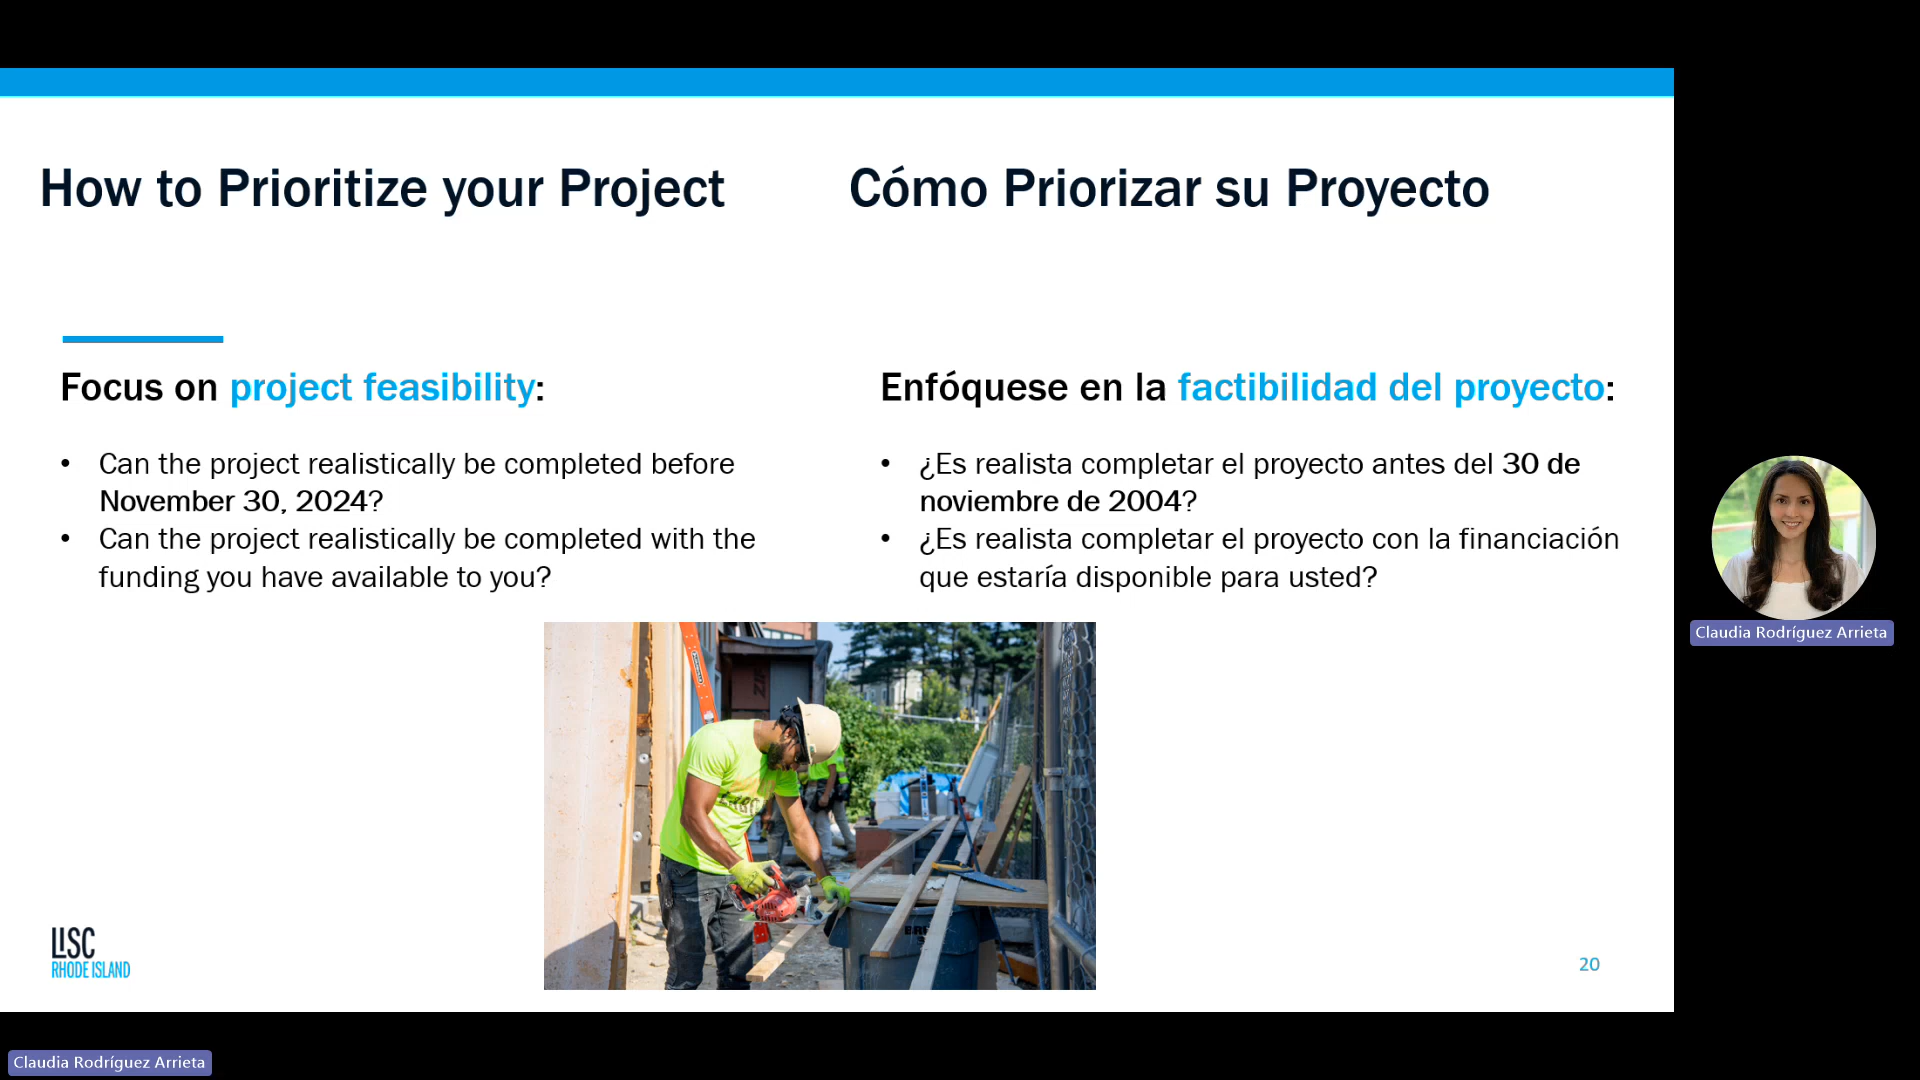 How to Prioritize your Project
Cómo Priorizar su Proyecto
Focus on project feasibility:
• Can the project realistically be completed before
November 30, 2024?
• Can the project realistically be completed with the
funding you have available to you?
Enfóquese en la factibilidad del proyecto:
• ¿Es realista completar el proyecto antes del 30 de
noviembre de 2004?
• ¿Es realista completar el proyecto con la financiación
que estaría disponible para usted?
LISC
RHODE ISLAND
20
Claudia Rodríguez Arrieta
Claudia Rodríguez Arrieta